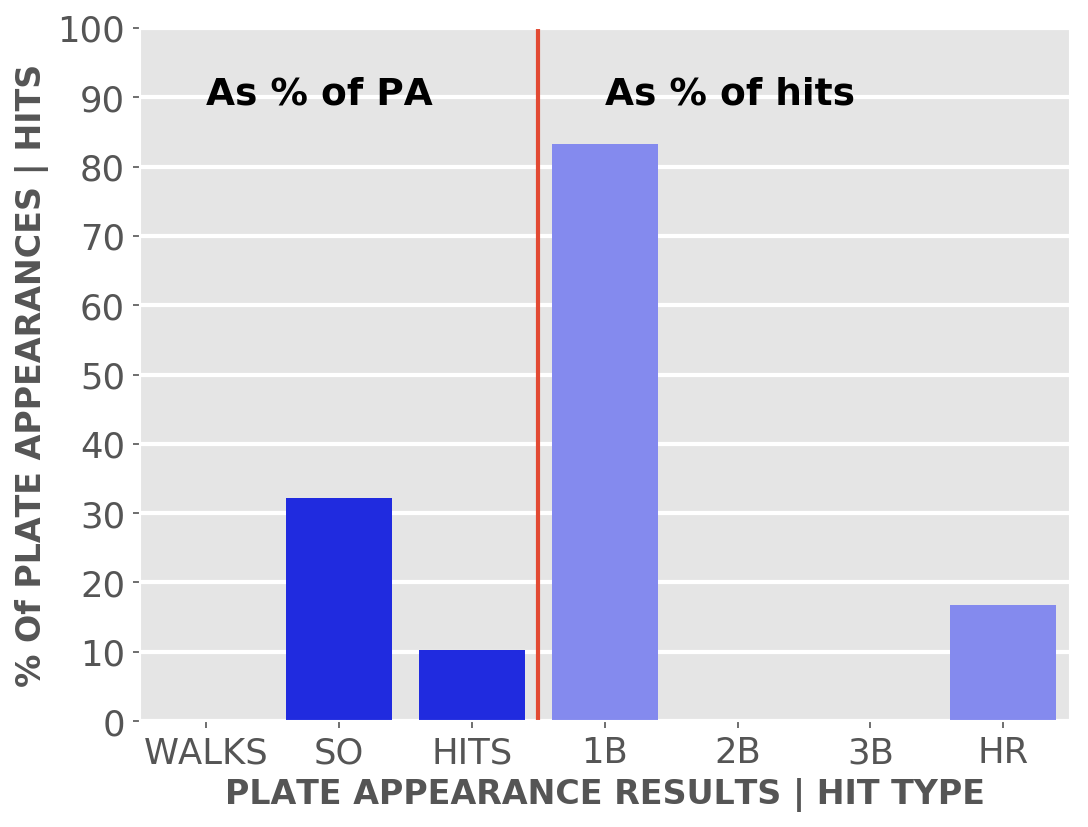 % Of PLATE APPEARANCES | HITS
100
90
80
70
60
50
40
30
20
10
0
As % of PA
As % of hits
WALKS SO HITS 1B 2B 3B HR
PLATE APPEARANCE RESULTS | HIT TYPE